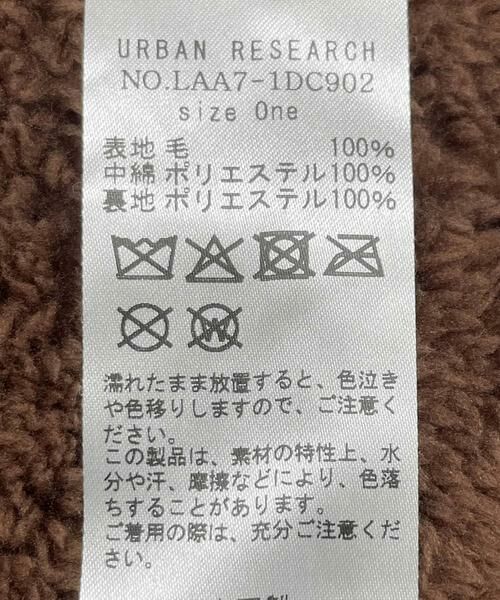 URBAN RESEARCH
NO.LAA7-1DC902
size One
表地 毛 100%
中綿 ポリエステル100%
裏地 ポリエステル100%
W
濡れたまま放置すると、色泣き
や色移りしますので、ご注意く
ださい。
この製品は、素材の特性上、水
分や汗、摩擦などにより、色落
ちすることがあります。
ご着用の際は、充分ご注意くだ
さい。